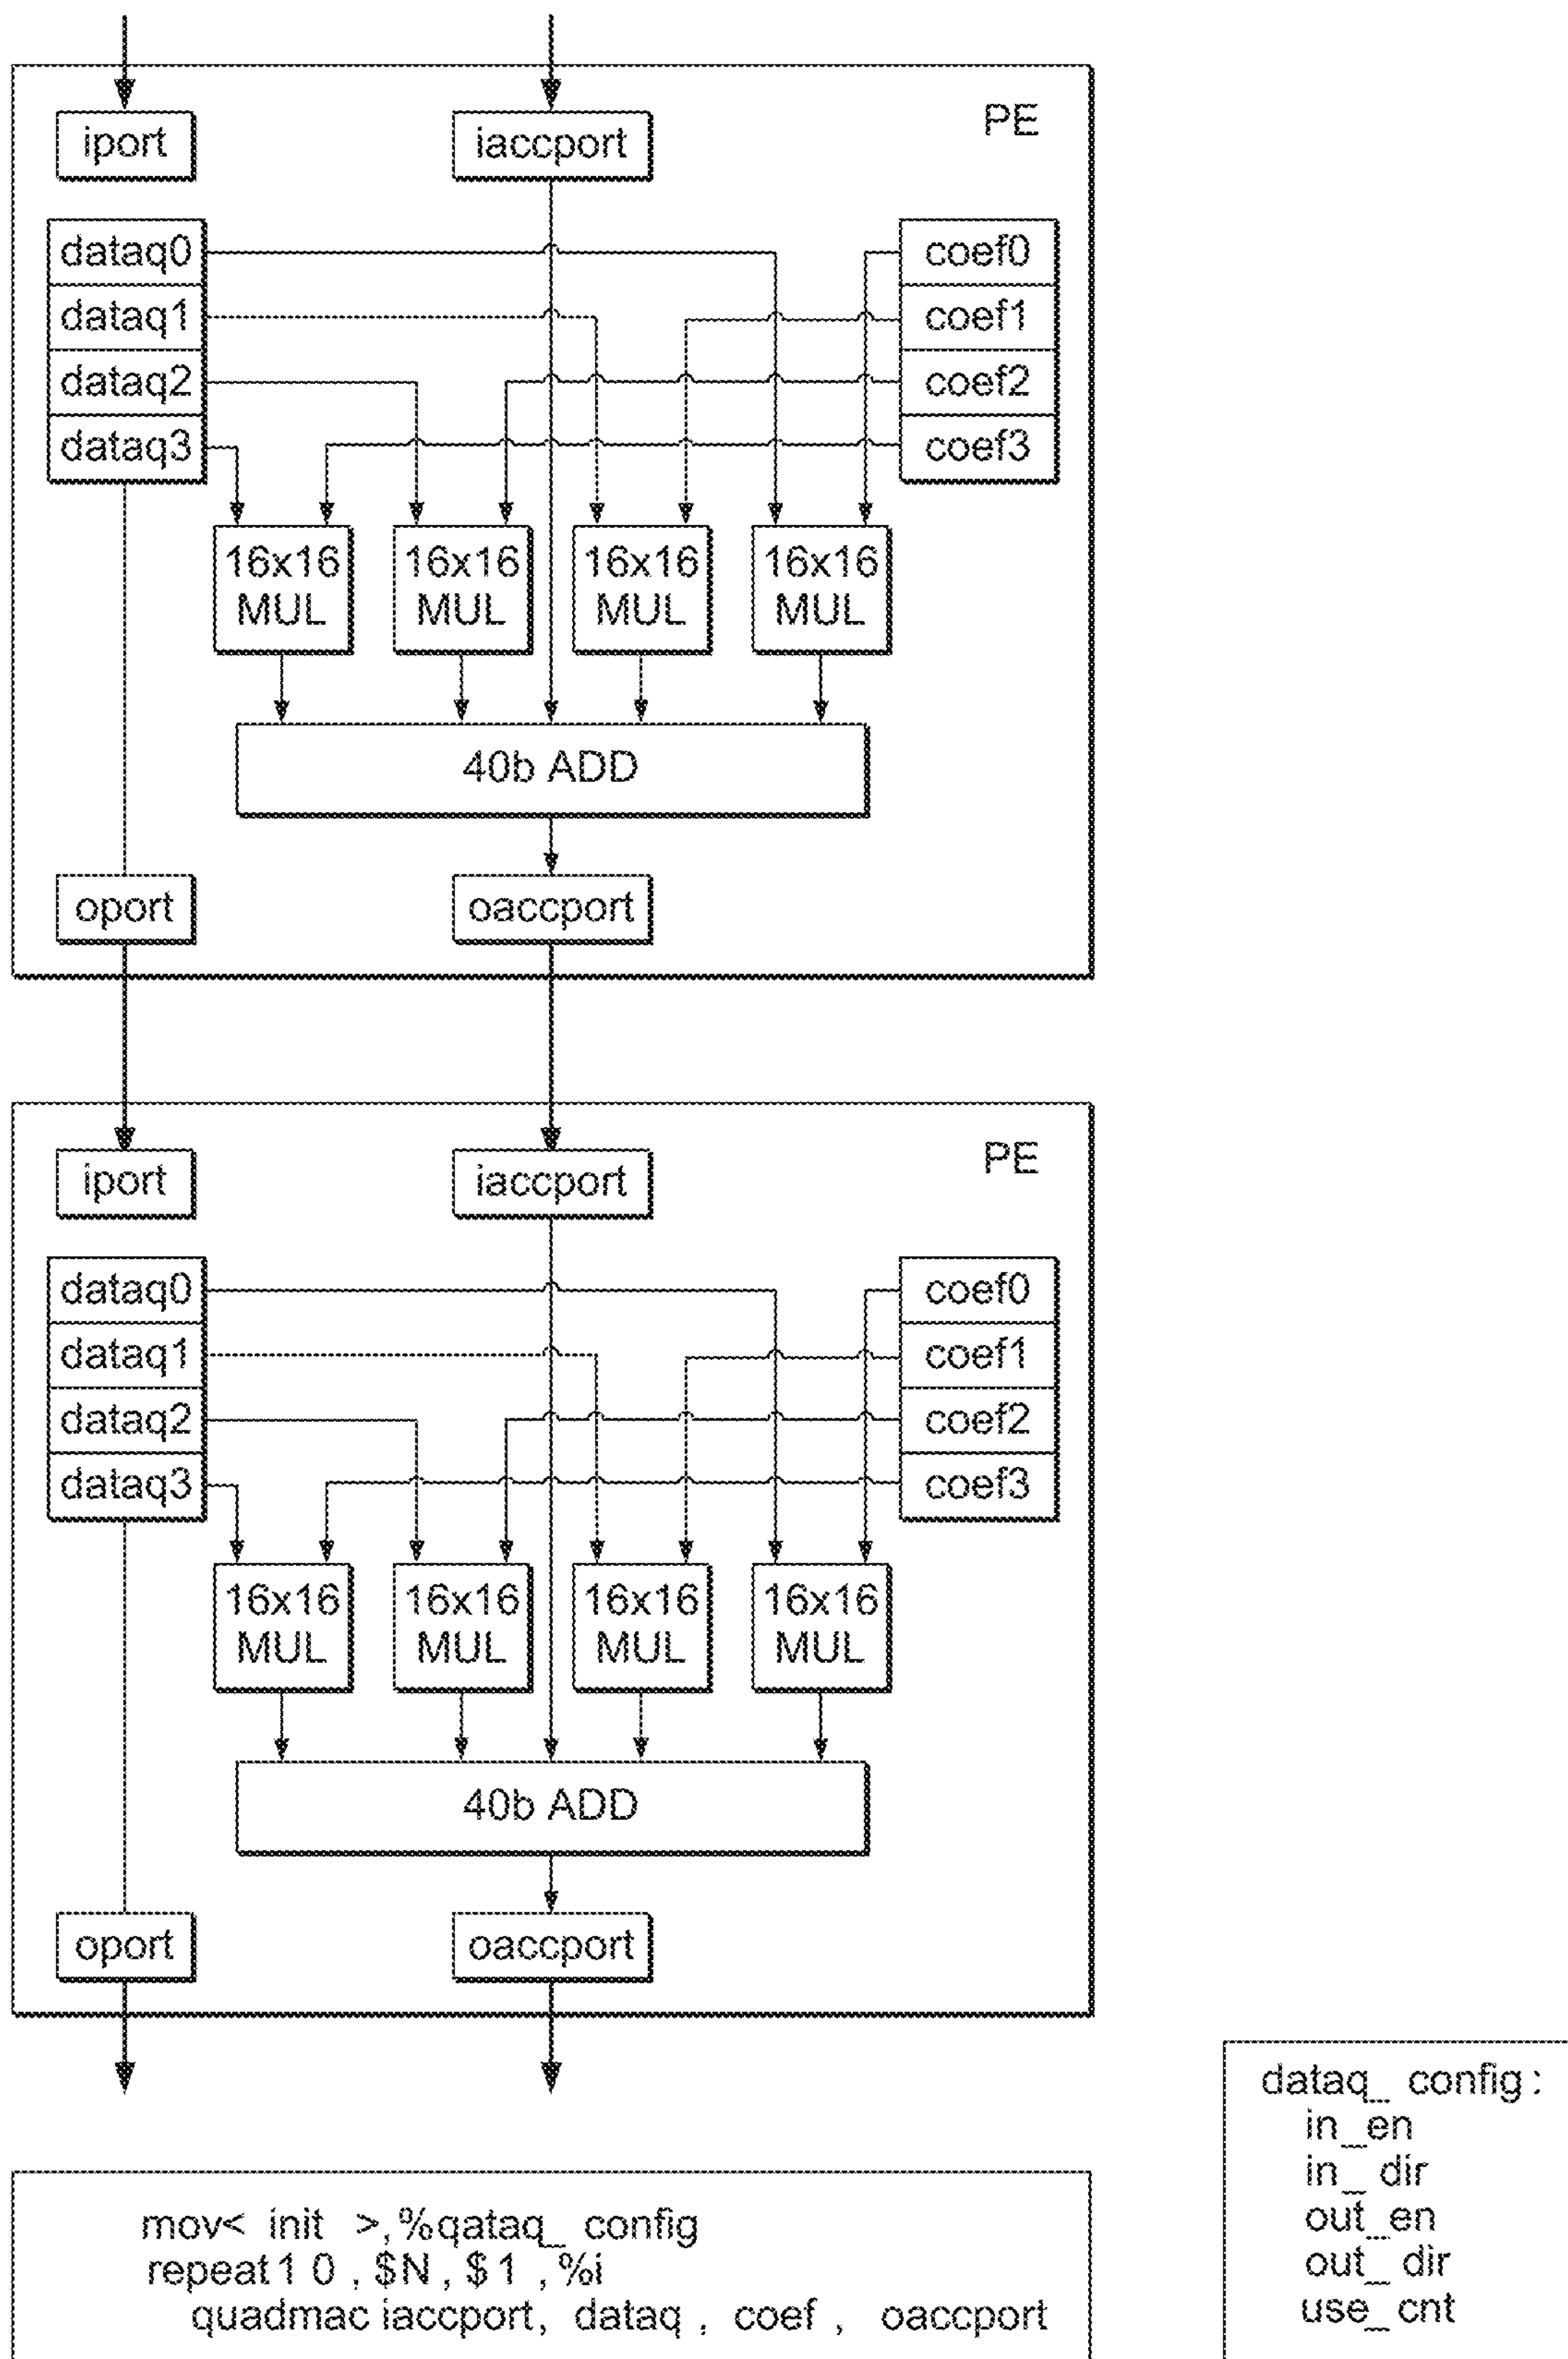 PE
iport iaccport
dataq0 coef0
dataq1 coef1
dataq2 coef2
dataq3 coef3
16x16 16x16 16x16 16x16
MUL MUL MUL MUL
40b ADD
oport oaccport
PE
iport iaccport
dataq0 coef0
dataq1 coef1
dataq2 coef2
dataq3 coef3
16x16 16x16 16x16 16x16
MUL MUL MUL MUL
40b ADD
oport oaccport
dataq_ config :
in_en
in_ dir
out_en
out_ dir
use_cnt
mov< init >,%qataq_ config
repeat1 0 , $N , $ 1 , %i
quadmac iaccport, dataq , coef , oaccport